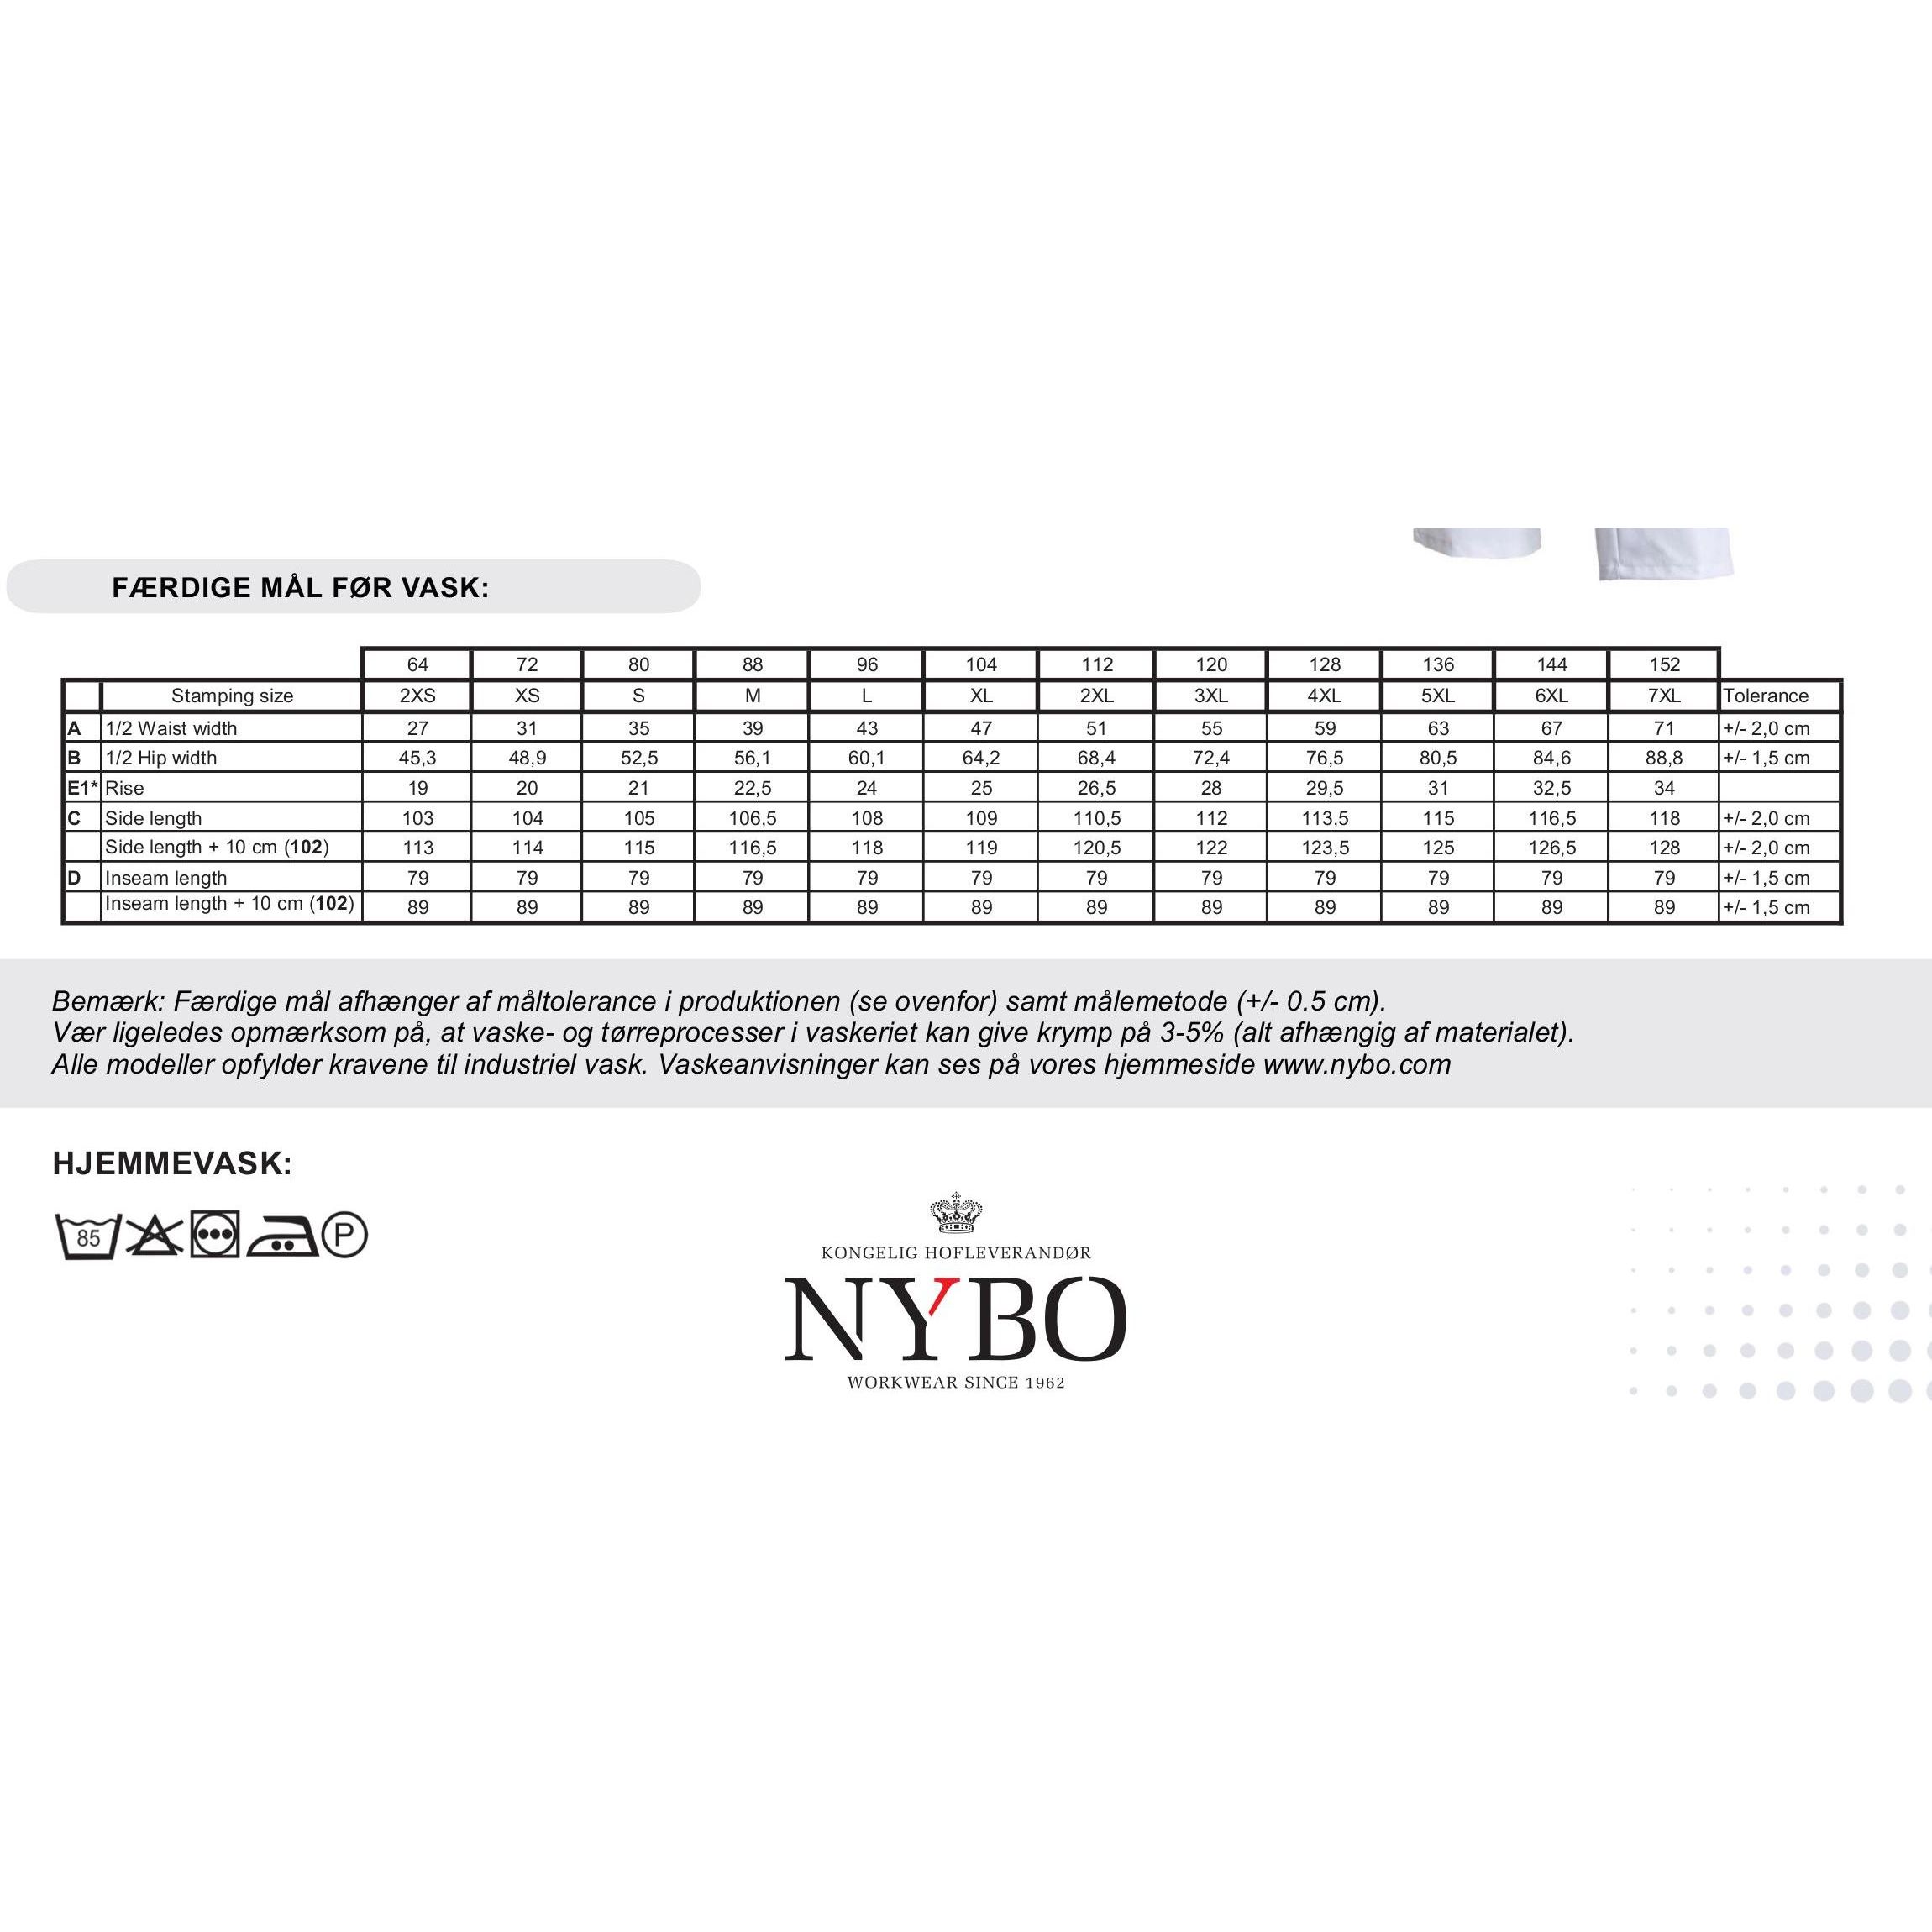 FÆRDIGE MÅL FØR VASK:
64 72 80 88 96 104 112 120 128 136 144 152
Stamping size 2XS XS S M L XL 2XL 3XL 4XL 5XL 6XL 7XL Tolerance
A 1/2 Waist width 27 31 35 39 43 47 51 55 59 63 67 71 +/- 2,0 cm
B 1/2 Hip width 45,3 48,9 52,5 56,1 60,1 64,2 68,4 72,4 76,5 80,5 84,6 88,8 +/- 1,5 cm
E1* Rise 19 20 21 22,5 24 25 26,5 28 29,5 31 32,5 34
C Side length 103 104 105 106,5 108 109 110,5 112 113,5 115 116,5 118 +/- 2,0 cm
Side length + 10 cm (102) 113 114 115 116,5 118 119 120,5 122 123,5 125 126,5 128 +/- 2,0 cm
D Inseam length 79 79 79 79 79 79 79 79 79 79 79 79 +/- 1,5 cm
Inseam length + 10 cm (102) 89 89 89 89 89 89 89 89 89 89 89 89 +/- 1,5 cm
Bemærk: Færdige mål afhænger af måltolerance i produktionen (se ovenfor) samt målemetode (+/- 0.5 cm).
Vær ligeledes opmærksom på, at vaske- og tørreprocesser i vaskeriet kan give krymp på 3-5% (alt afhængig af materialet).
Alle modeller opfylder kravene til industriel vask. Vaskeanvisninger kan ses på vores hjemmeside www.nybo.com
HJEMMEVASK:
85 P
KONGELIG HOFLEVERANDØR
NYBO
WORKWEAR SINCE 1962